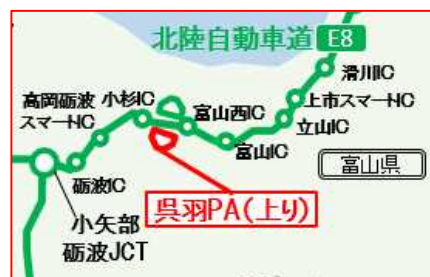 北陸自動車道 E8
滑川IC
高岡砺波
スマートIC
小杉IC
富山西IC
上市スマートIC
立山IC
富山IC
富山県
砺波IC
呉羽PA(上り)
小矢部
砺波JCT